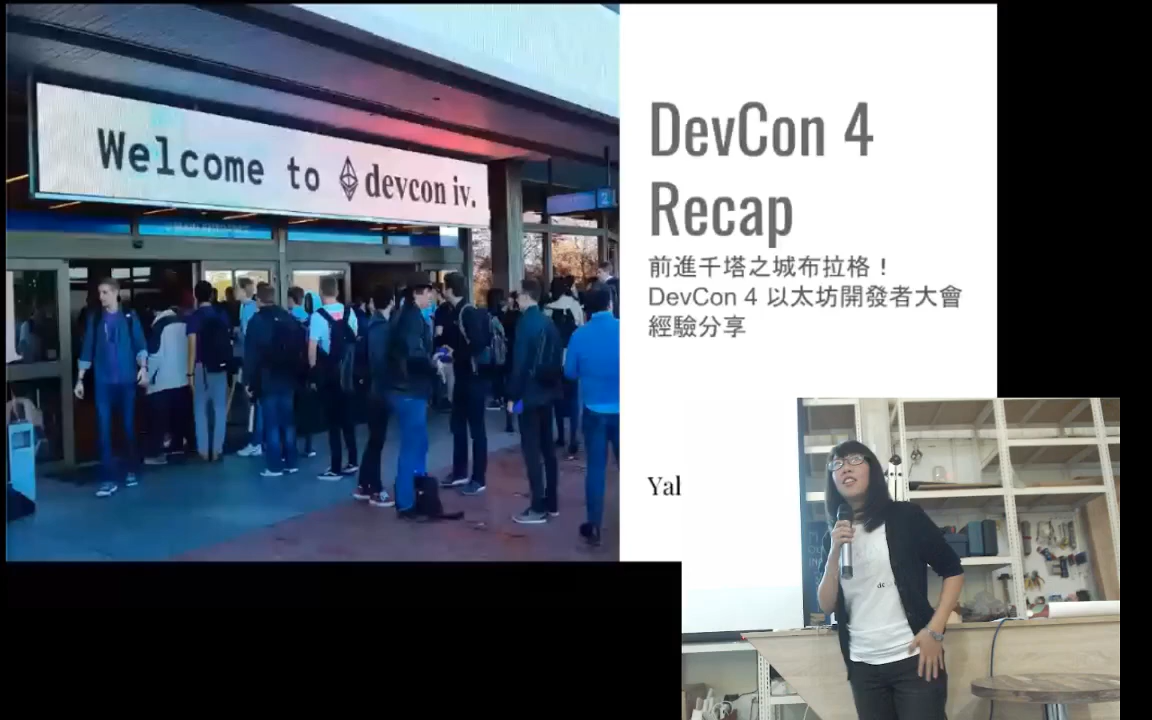 Welcome to devcon iv.
DevCon 4
Recap
前進千塔之城布拉格！
DevCon 4 以太坊開發者大會
經驗分享
Yal
2